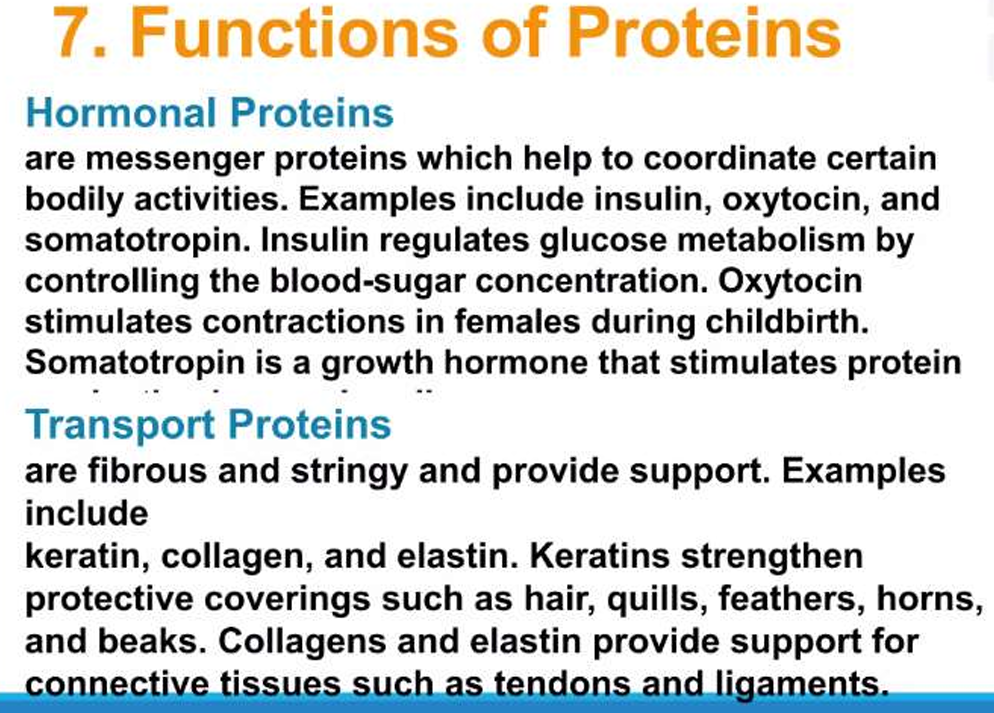 7. Functions of Proteins
Hormonal Proteins
are messenger proteins which help to coordinate certain
bodily activities. Examples include insulin, oxytocin, and
somatotropin. Insulin regulates glucose metabolism by
controlling the blood-sugar concentration. Oxytocin
stimulates contractions in females during childbirth.
Somatotropin is a growth hormone that stimulates protein
Transport Proteins
are fibrous and stringy and provide support. Examples
include
keratin, collagen, and elastin. Keratins strengthen
protective coverings such as hair, quills, feathers, horns,
and beaks. Collagens and elastin provide support for
connective tissues such as tendons and ligaments.